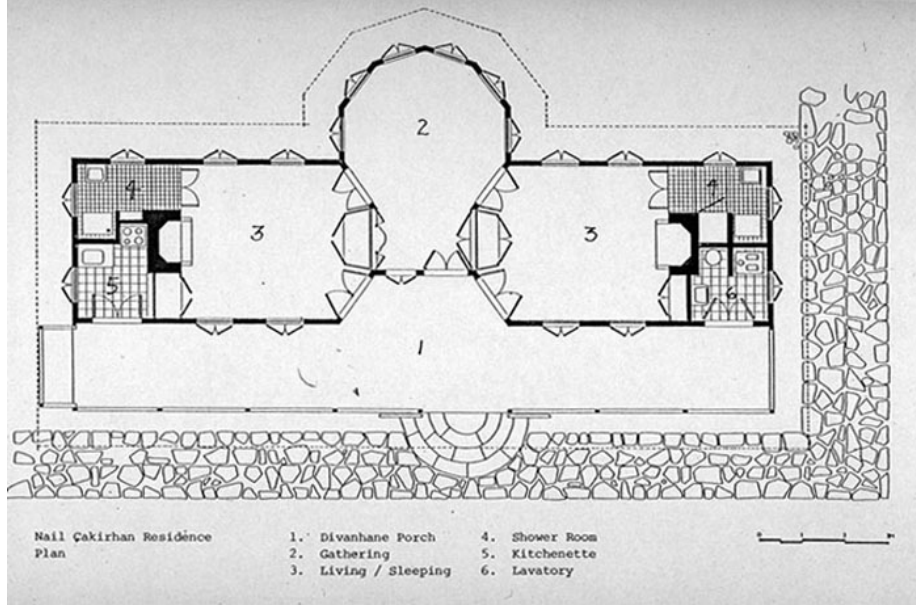 2
4
3
3
4
5
6
1
Nail Çakirhan Residence
Plan
1. Divanhane Porch
2. Gathering
3. Living / Sleeping
4. Shower Room
5. Kitchenette
6. Lavatory